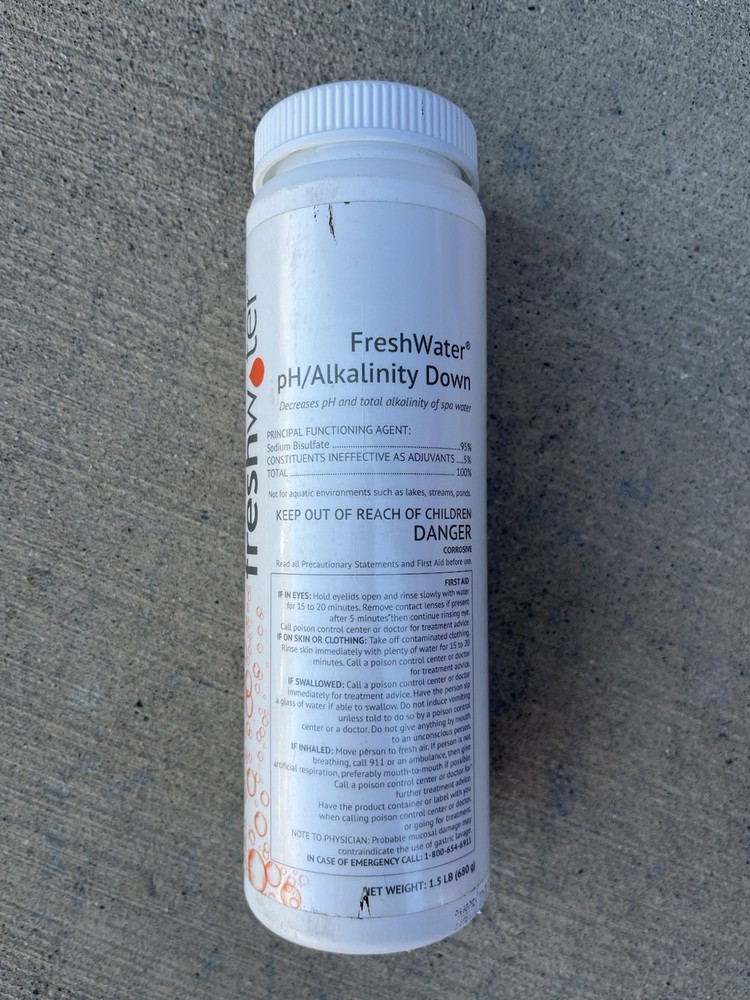 freshwater
FreshWater®
pH/Alkalinity Down
Decreases pH and total alkalinity of spa water
PRINCIPAL FUNCTIONING AGENT:
Sodium Bisulfate ........................................ 95%
CONSTITUENTS INEFFECTIVE AS ADJUVANTS ....5%
TOTAL ........................................................ 100%
Not for aquatic environments such as lakes, streams, ponds.
KEEP OUT OF REACH OF CHILDREN
DANGER
CORROSIVE
Read all Precautionary Statements and First Aid before use.
FIRST AID
IF IN EYES: Hold eyelids open and rinse slowly with water
for 15 to 20 minutes. Remove contact lenses if present
after 5 minutes then continue rinsing eye.
Call poison control center or doctor for treatment advice.
IF ON SKIN OR CLOTHING: Take off contaminated clothing.
Rinse skin immediately with plenty of water for 15 to 20
minutes. Call a poison control center or doctor
for treatment advice.
IF SWALLOWED: Call a poison control center or doctor
immediately for treatment advice. Have the person sip
a glass of water if able to swallow. Do not induce vomiting
unless told to do so by a poison control
center or a doctor. Do not give anything by mouth
to an unconscious person.
IF INHALED: Move person to fresh air. If person is not
breathing, call 911 or an ambulance, then give
artificial respiration, preferably mouth-to-mouth if possible.
Call a poison control center or doctor for
further treatment advice.
Have the product container or label with you
when calling poison control center or doctor,
or going for treatment.
NOTE TO PHYSICIAN: Probable mucosal damage may
contraindicate the use of gastric lavage.
IN CASE OF EMERGENCY CALL: 1-800-654-6911
NET WEIGHT: 1.5 LB (680 g)